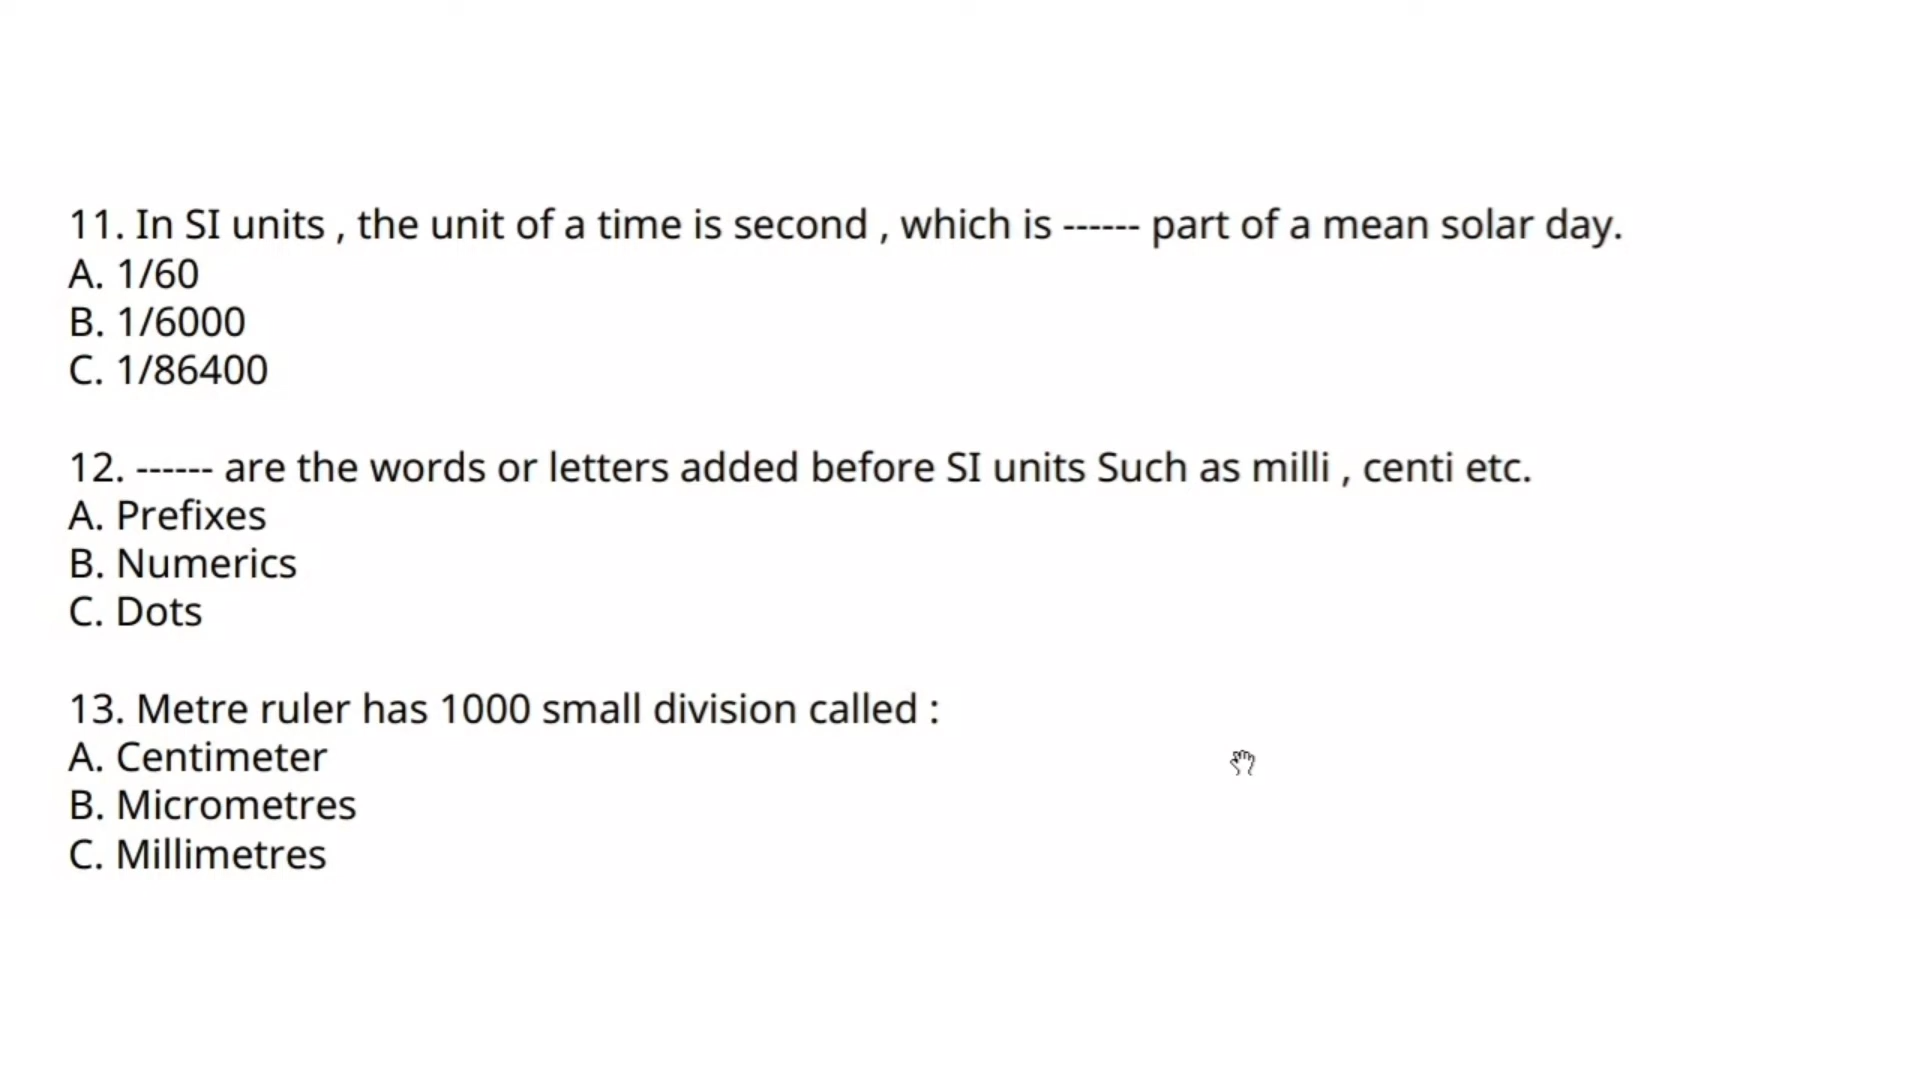 11. In SI units , the unit of a time is second , which is ------ part of a mean solar day.
A. 1/60
B. 1/6000
C. 1/86400
12. ------ are the words or letters added before SI units Such as milli , centi etc.
A. Prefixes
B. Numerics
C. Dots
13. Metre ruler has 1000 small division called :
A. Centimeter
B. Micrometres
C. Millimetres